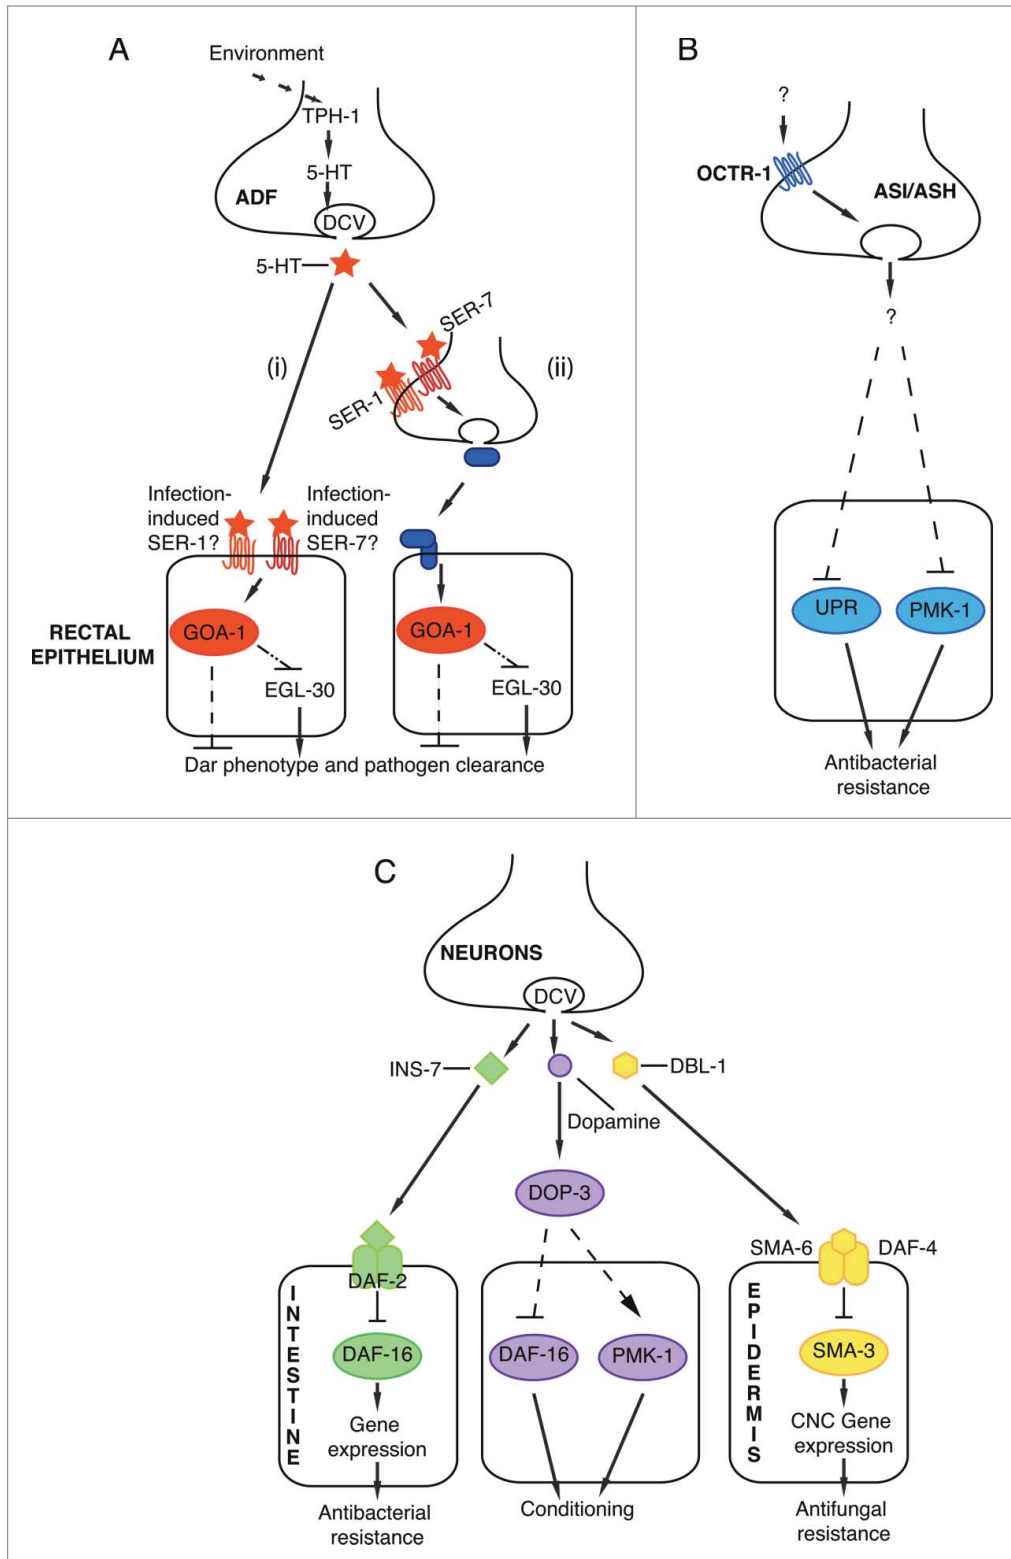 A
Environment
TPH-1
5-HT
ADF
DCV
5-HT
SER-7
(i)
(ii)
SER-1
Infection-
induced
SER-1?
Infection-
induced
SER-7?
RECTAL
EPITHELIUM
GOA-1
EGL-30
GOA-1
EGL-30
Dar phenotype and pathogen clearance
B
?
OCTR-1
ASI/ASH
?
UPR
PMK-1
Antibacterial
resistance
C
NEURONS
DCV
INS-7
DBL-1
Dopamine
DOP-3
SMA-6
DAF-4
DAF-2
INTESTINE
DAF-16
Gene
expression
Antibacterial
resistance
DAF-16
PMK-1
Conditioning
EPIDERMIS
SMA-3
CNC Gene
expression
Antifungal
resistance